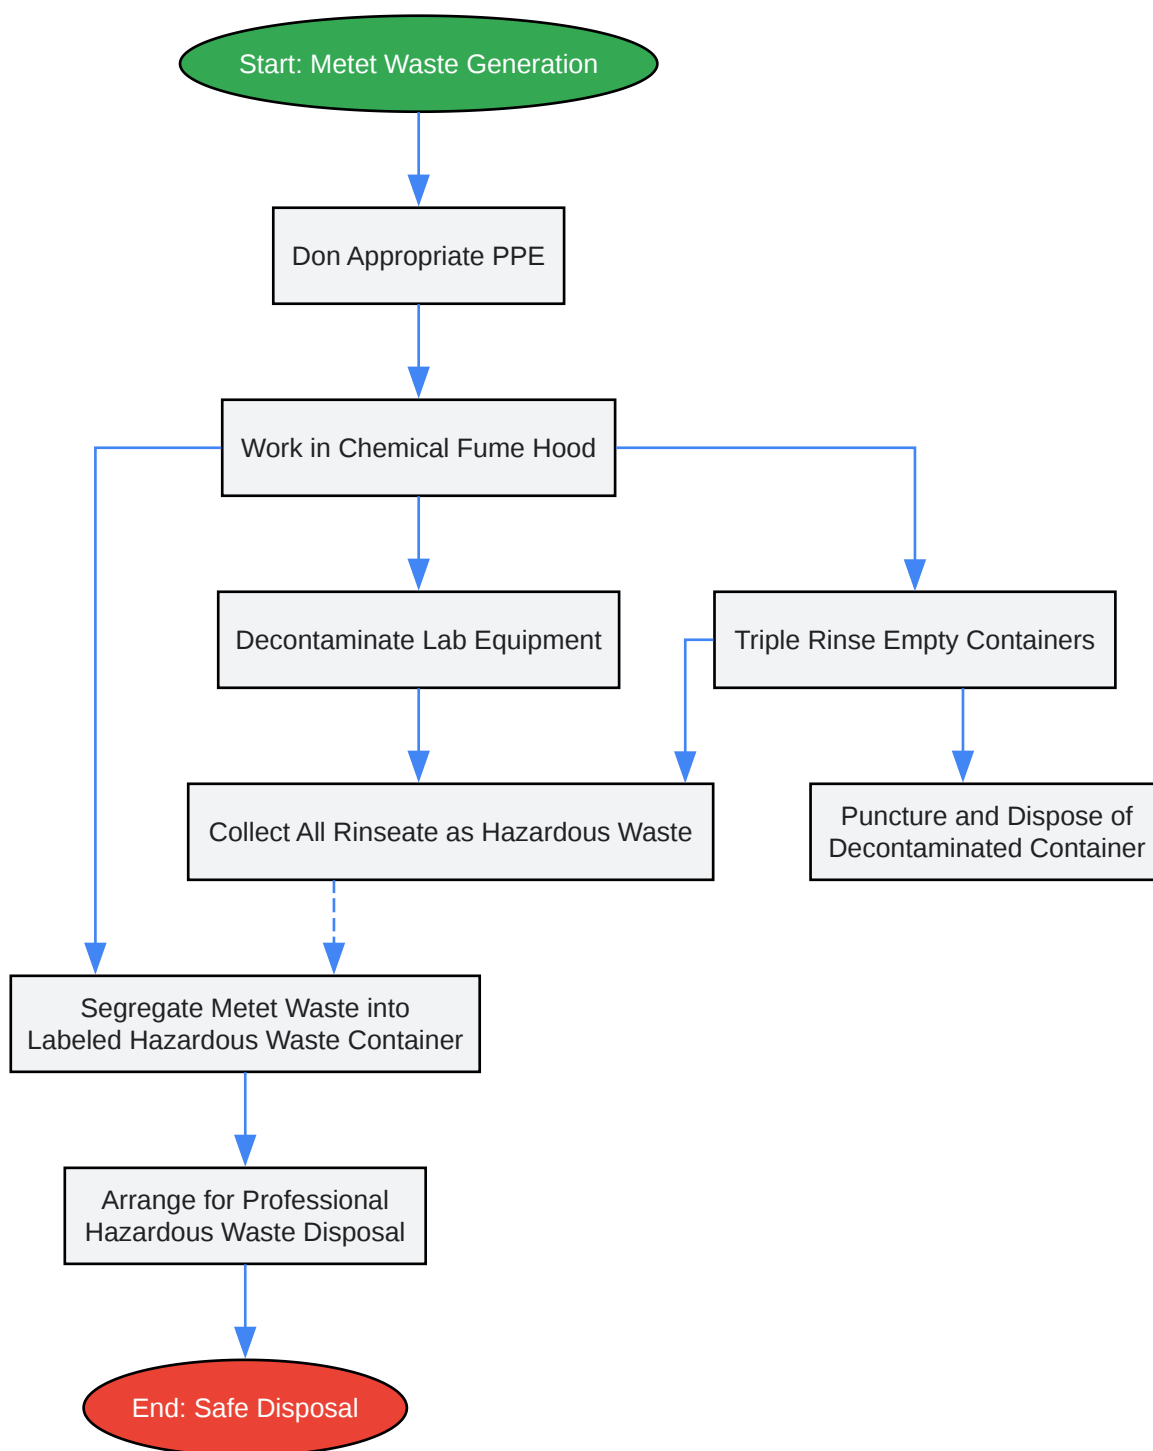 Start: Metet Waste Generation
Don Appropriate PPE
Work in Chemical Fume Hood
Decontaminate Lab Equipment
Triple Rinse Empty Containers
Collect All Rinseate as Hazardous Waste
Puncture and Dispose of
Decontaminated Container
Segregate Metet Waste into
Labeled Hazardous Waste Container
Arrange for Professional
Hazardous Waste Disposal
End: Safe Disposal